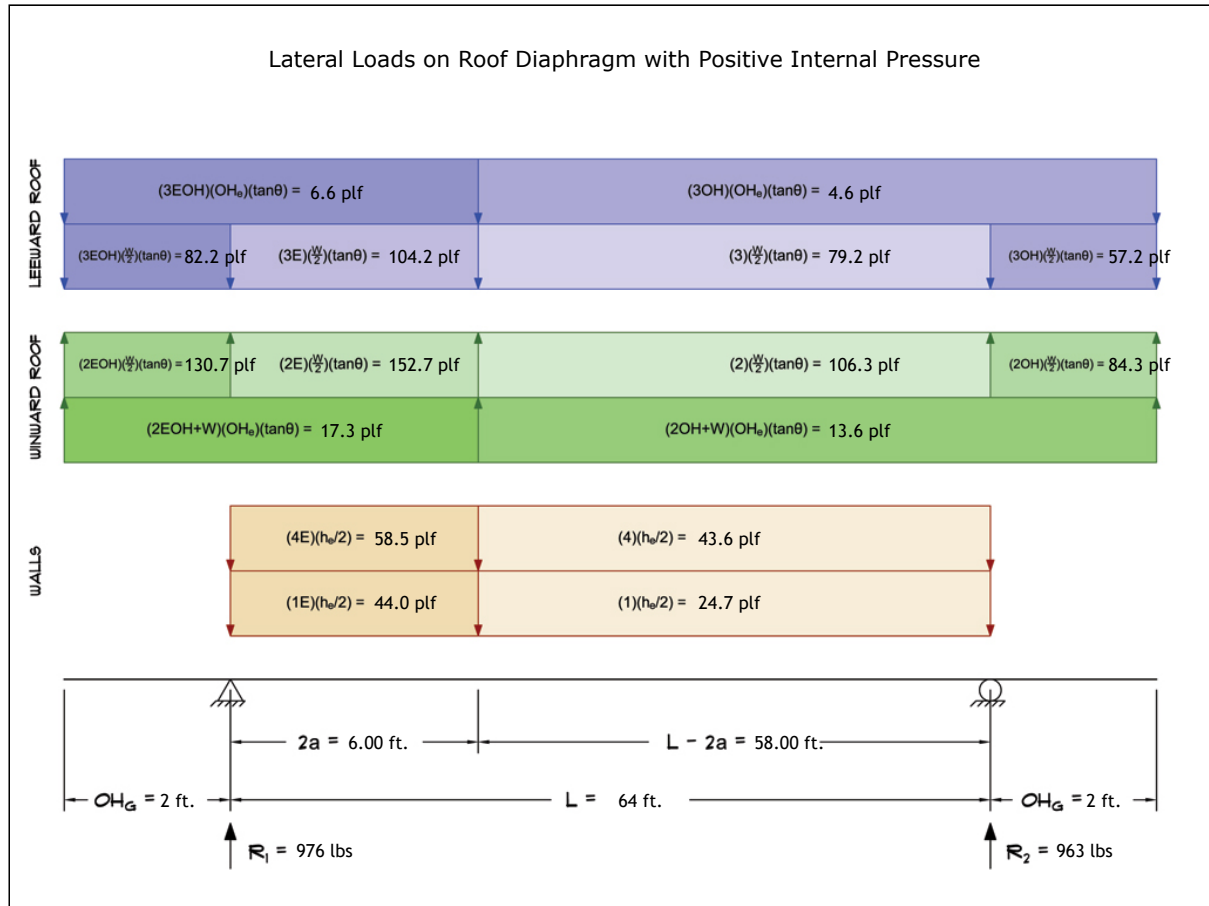 Lateral Loads on Roof Diaphragm with Positive Internal Pressure
LEEWARD ROOF
(3EOH)(OHₑ)(tanθ) = 6.6 plf
(3OH)(OHₑ)(tanθ) = 4.6 plf
(3EOH)(W/2)(tanθ) = 82.2 plf
(3E)(W/2)(tanθ) = 104.2 plf
(3)(W/2)(tanθ) = 79.2 plf
(3OH)(W/2)(tanθ) = 57.2 plf
WINWARD ROOF
(2EOH)(W/2)(tanθ) = 130.7 plf
(2E)(W/2)(tanθ) = 152.7 plf
(2)(W/2)(tanθ) = 106.3 plf
(2OH)(W/2)(tanθ) = 84.3 plf
(2EOH+W)(OHₑ)(tanθ) = 17.3 plf
(2OH+W)(OHₑ)(tanθ) = 13.6 plf
WALLS
(4E)(hₑ/2) = 58.5 plf
(4)(hₑ/2) = 43.6 plf
(1E)(hₑ/2) = 44.0 plf
(1)(hₑ/2) = 24.7 plf
2a = 6.00 ft.
L - 2a = 58.00 ft.
OH_G = 2 ft.
L = 64 ft.
OH_G = 2 ft.
R₁ = 976 lbs
R₂ = 963 lbs